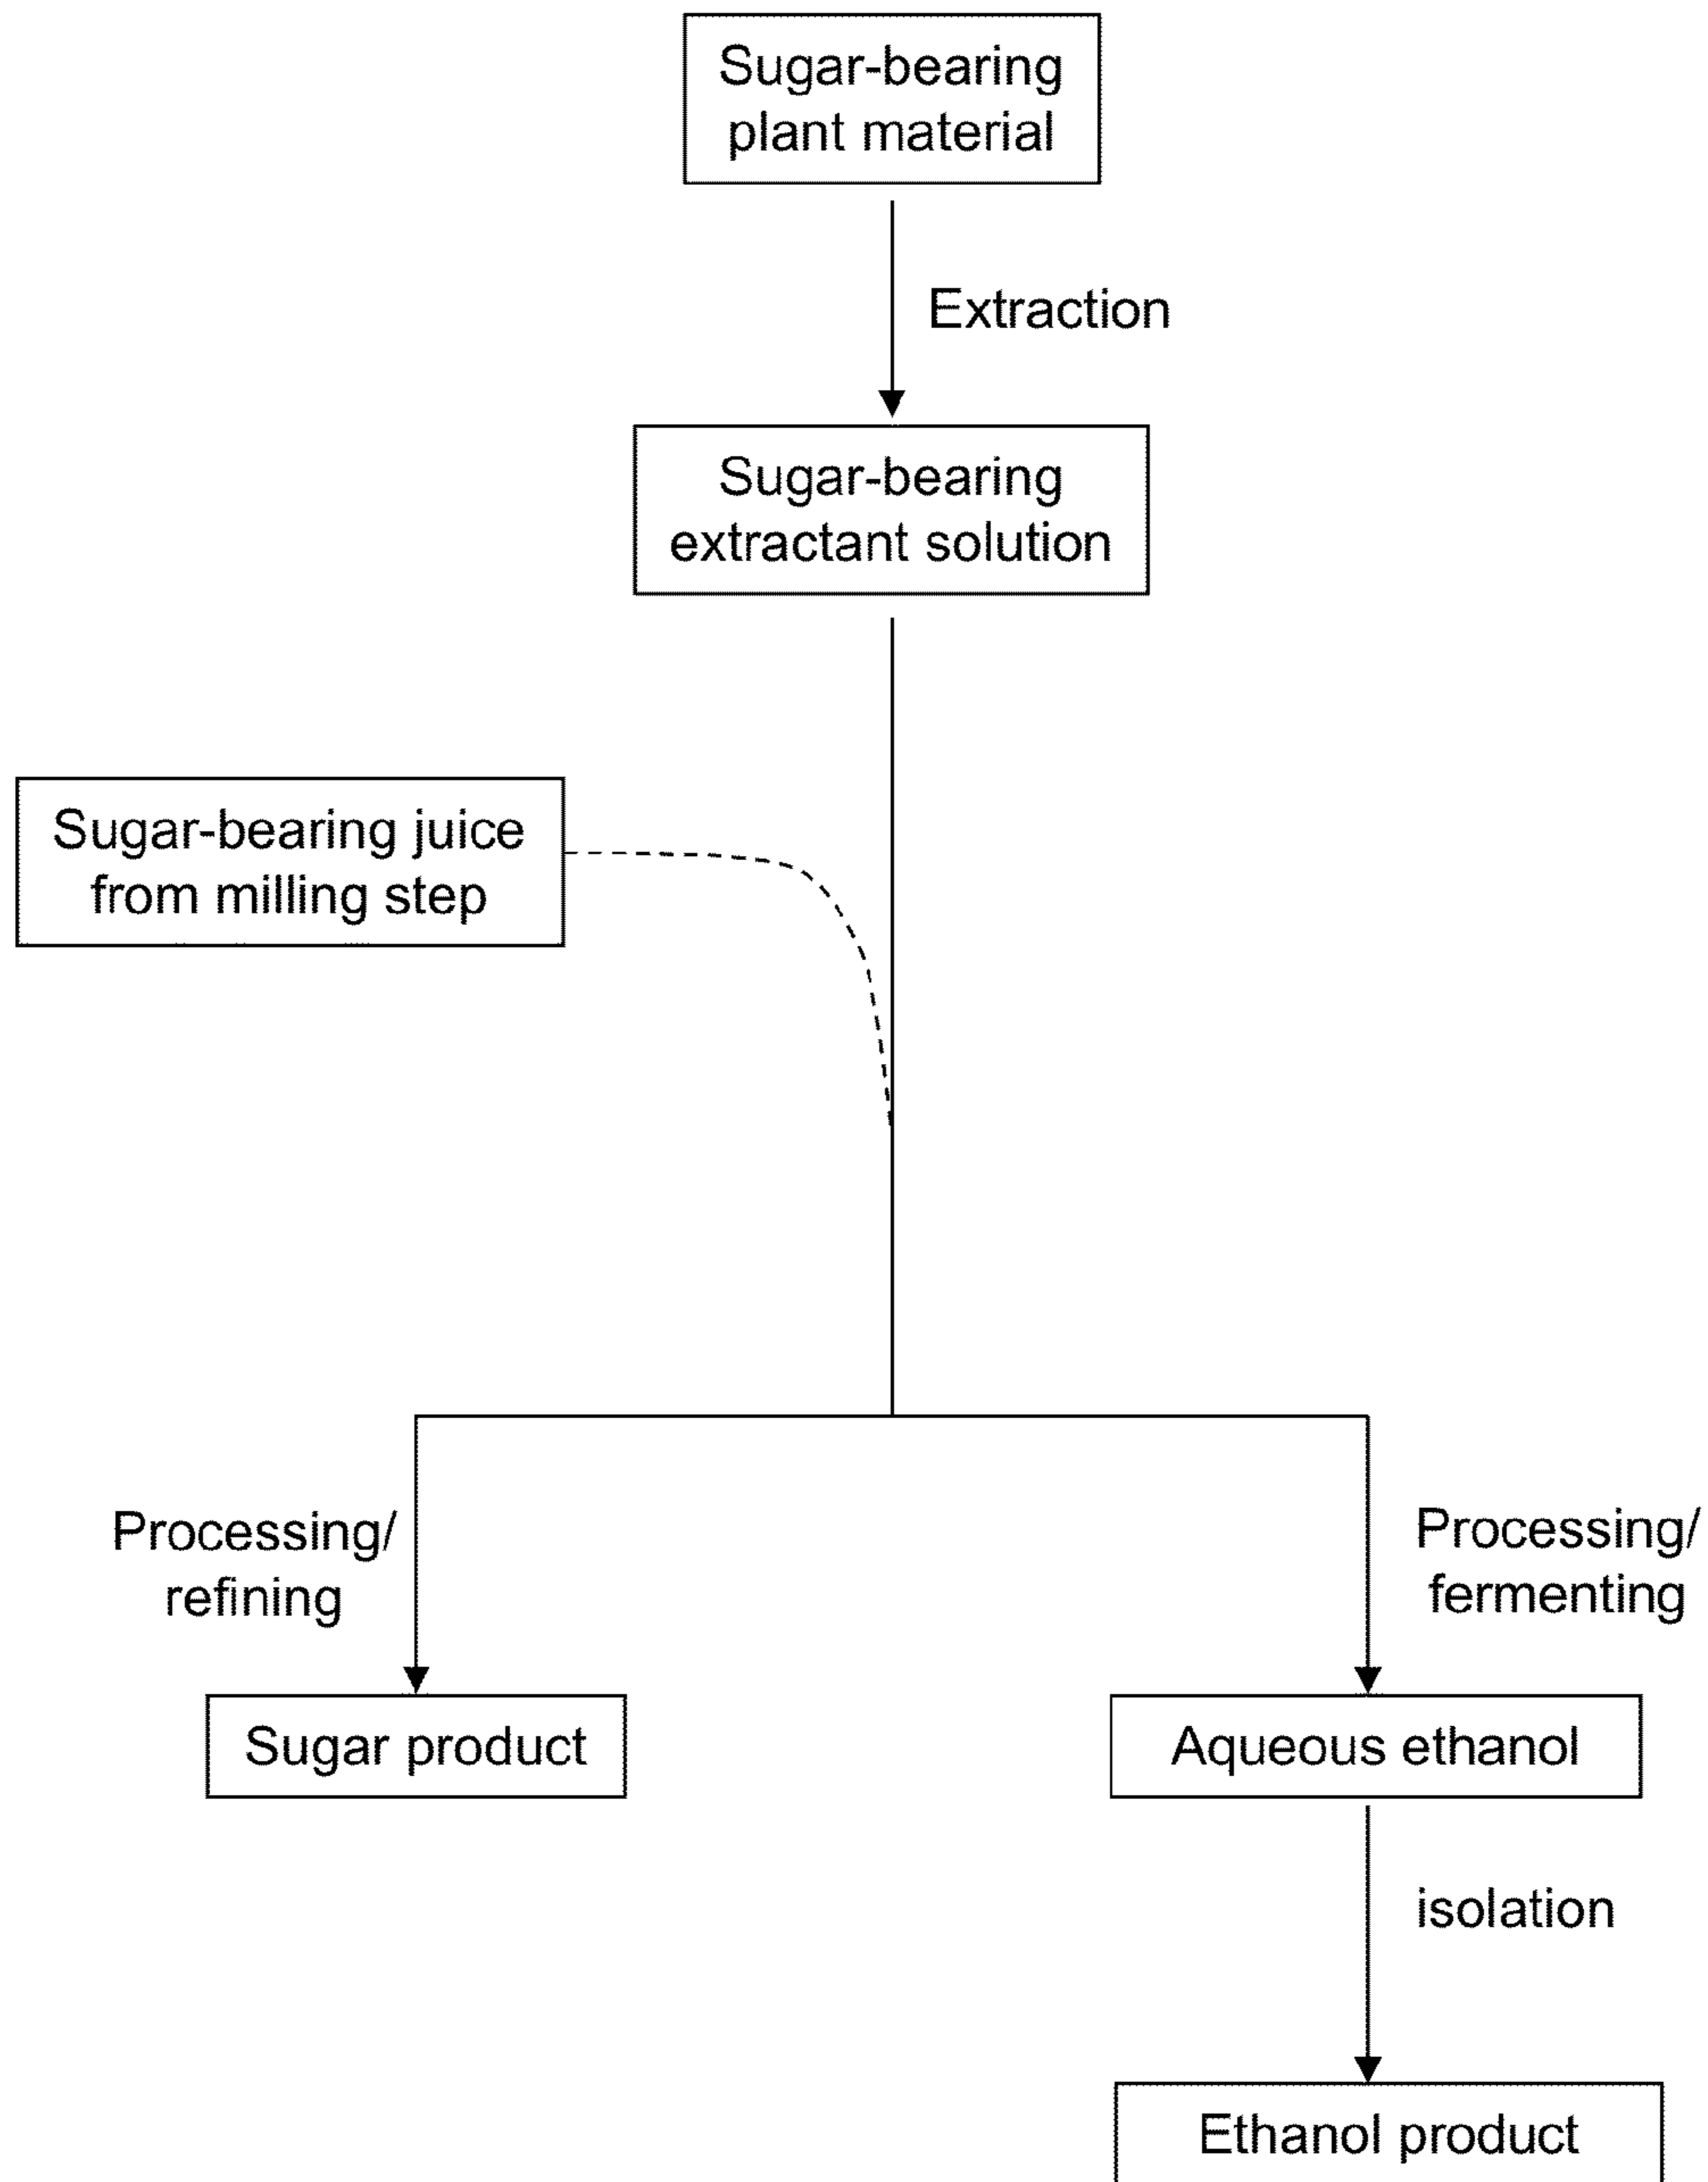 Sugar-bearing
plant material
Extraction
Sugar-bearing
extractant solution
Sugar-bearing juice
from milling step
Processing/
refining
Processing/
fermenting
Sugar product
Aqueous ethanol
isolation
Ethanol product